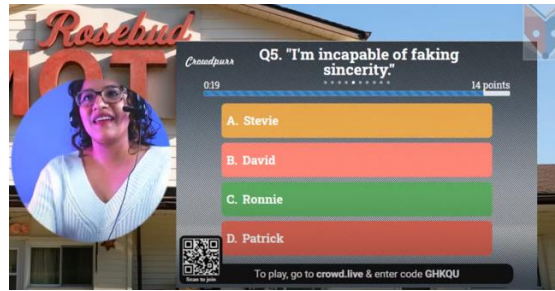 Rosebud
MOT
Crowdpurr
Q5. "I'm incapable of faking
sincerity."
0:19
14 points
A. Stevie
B. David
C. Ronnie
D. Patrick
Scan to join
To play, go to crowd.live & enter code GHKQU